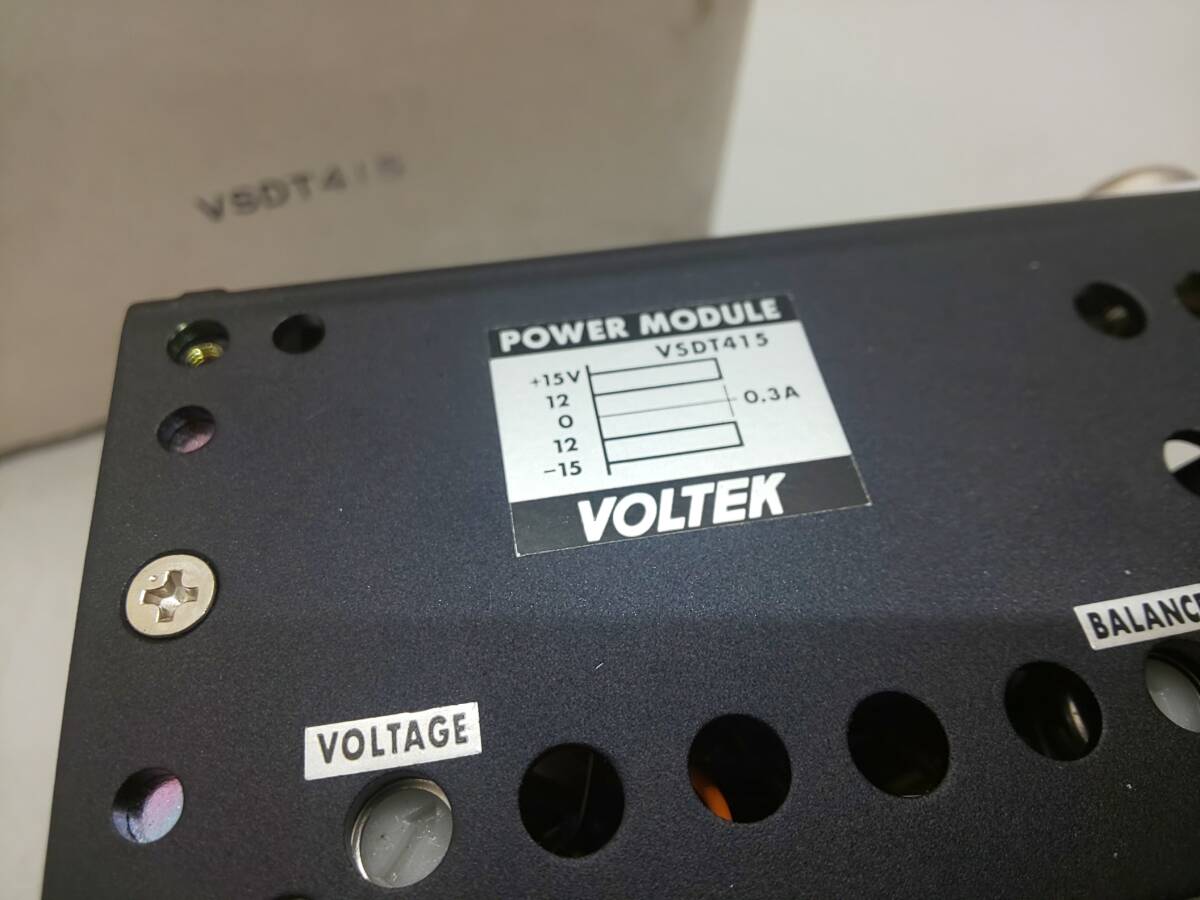 VSDT415
POWER MODULE
VSDT415
+15V
12
0
12
-15
0.3A
VOLTEK
BALANCE
VOLTAGE